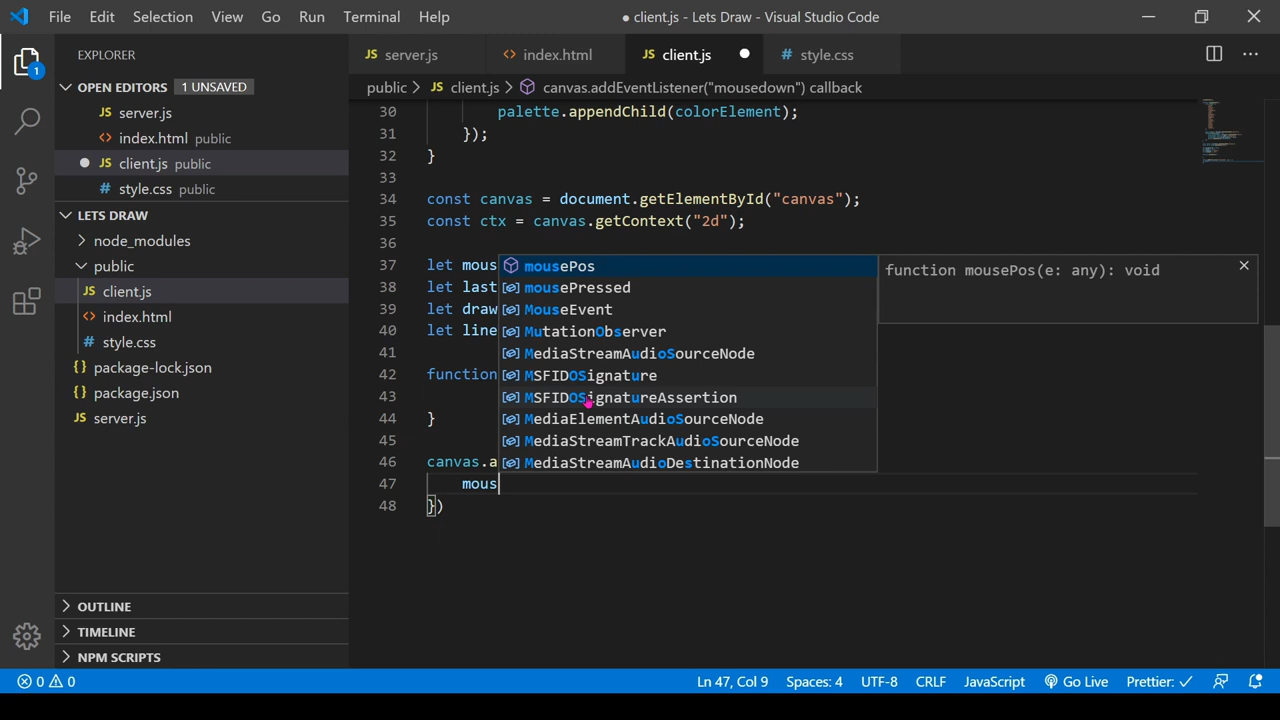 File Edit Selection View Go Run Terminal Help
● client.js - Lets Draw - Visual Studio Code
EXPLORER
OPEN EDITORS 1 UNSAVED
JS server.js
<> index.html public
JS client.js public
# style.css public
LETS DRAW
node_modules
public
JS client.js
<> index.html
# style.css
{} package-lock.json
{} package.json
JS server.js
OUTLINE
TIMELINE
NPM SCRIPTS
1
JS server.js <> index.html JS client.js # style.css
public > JS client.js > canvas.addEventListener("mousedown") callback
30 palette.appendChild(colorElement);
31 });
32 }
33
34 const canvas = document.getElementById("canvas");
35 const ctx = canvas.getContext("2d");
36
37 let mous
38 let last
39 let draw
40 let line
41
42 function
43
44 }
45
46 canvas.a
47 mous
48 })
mousePos
mousePressed
MouseEvent
MutationObserver
MediaStreamAudioSourceNode
MSFIDOSignature
MSFIDOSignatureAssertion
MediaElementAudioSourceNode
MediaStreamTrackAudioSourceNode
MediaStreamAudioDestinationNode
function mousePos(e: any): void
0 0
Ln 47, Col 9 Spaces: 4 UTF-8 CRLF JavaScript Go Live Prettier: ✓